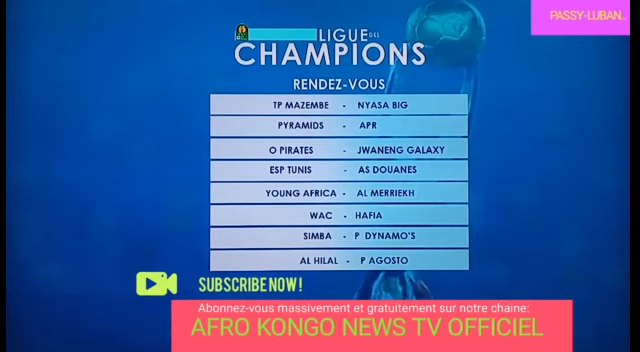 PASSY-LUBAN..
LIGUE DES
CHAMPIONS
RENDEZ-VOUS
TP MAZEMBE - NYASA BIG
PYRAMIDS - APR
O PIRATES - JWANENG GALAXY
ESP TUNIS - AS DOUANES
YOUNG AFRICA - AL MERRIEKH
WAC - HAFIA
SIMBA - P DYNAMO'S
AL HILAL - P AGOSTO
SUBSCRIBE NOW !
Abonnez-vous massivement et gratuitement sur notre chaine:
AFRO KONGO NEWS TV OFFICIEL